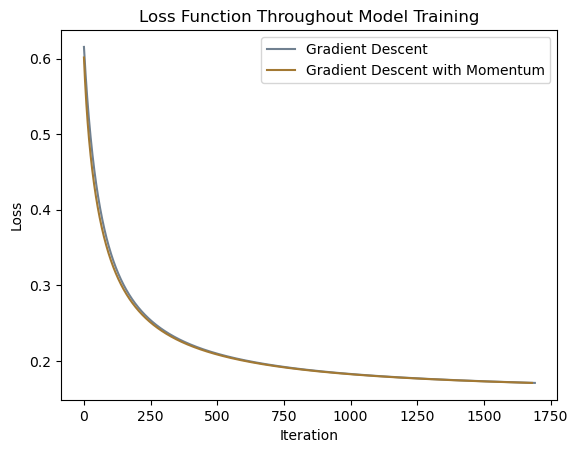 Loss Function Throughout Model Training
Gradient Descent
Gradient Descent with Momentum
Loss
0.6
0.5
0.4
0.3
0.2
0
250
500
750
1000
1250
1500
1750
Iteration